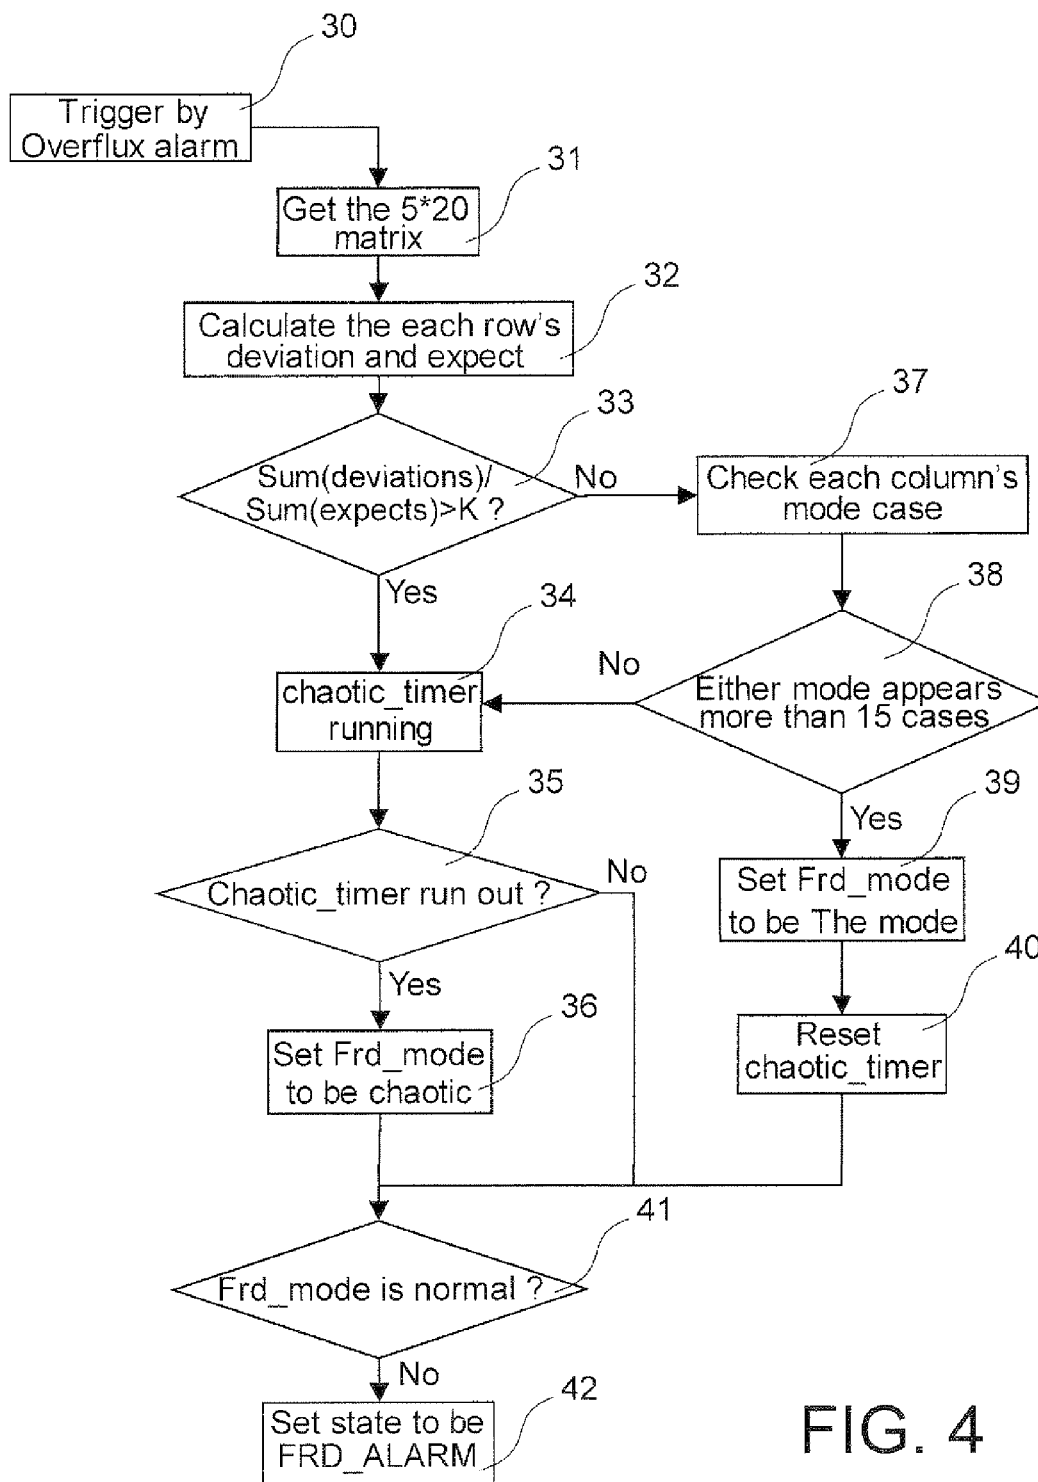 30
Trigger by
Overflux alarm
31
Get the 5*20
matrix
32
Calculate the each row's
deviation and expect
33
Sum(deviations)/
Sum(expects)>K ?
No
37
Check each column's
mode case
Yes
34
38
No
chaotic_timer
running
Either mode appears
more than 15 cases
35
39
Yes
Chaotic_timer run out ?
No
Set Frd_mode
to be The mode
Yes
40
36
Set Frd_mode
to be chaotic
Reset
chaotic_timer
41
Frd_mode is normal ?
No
42
Set state to be
FRD_ALARM
FIG. 4